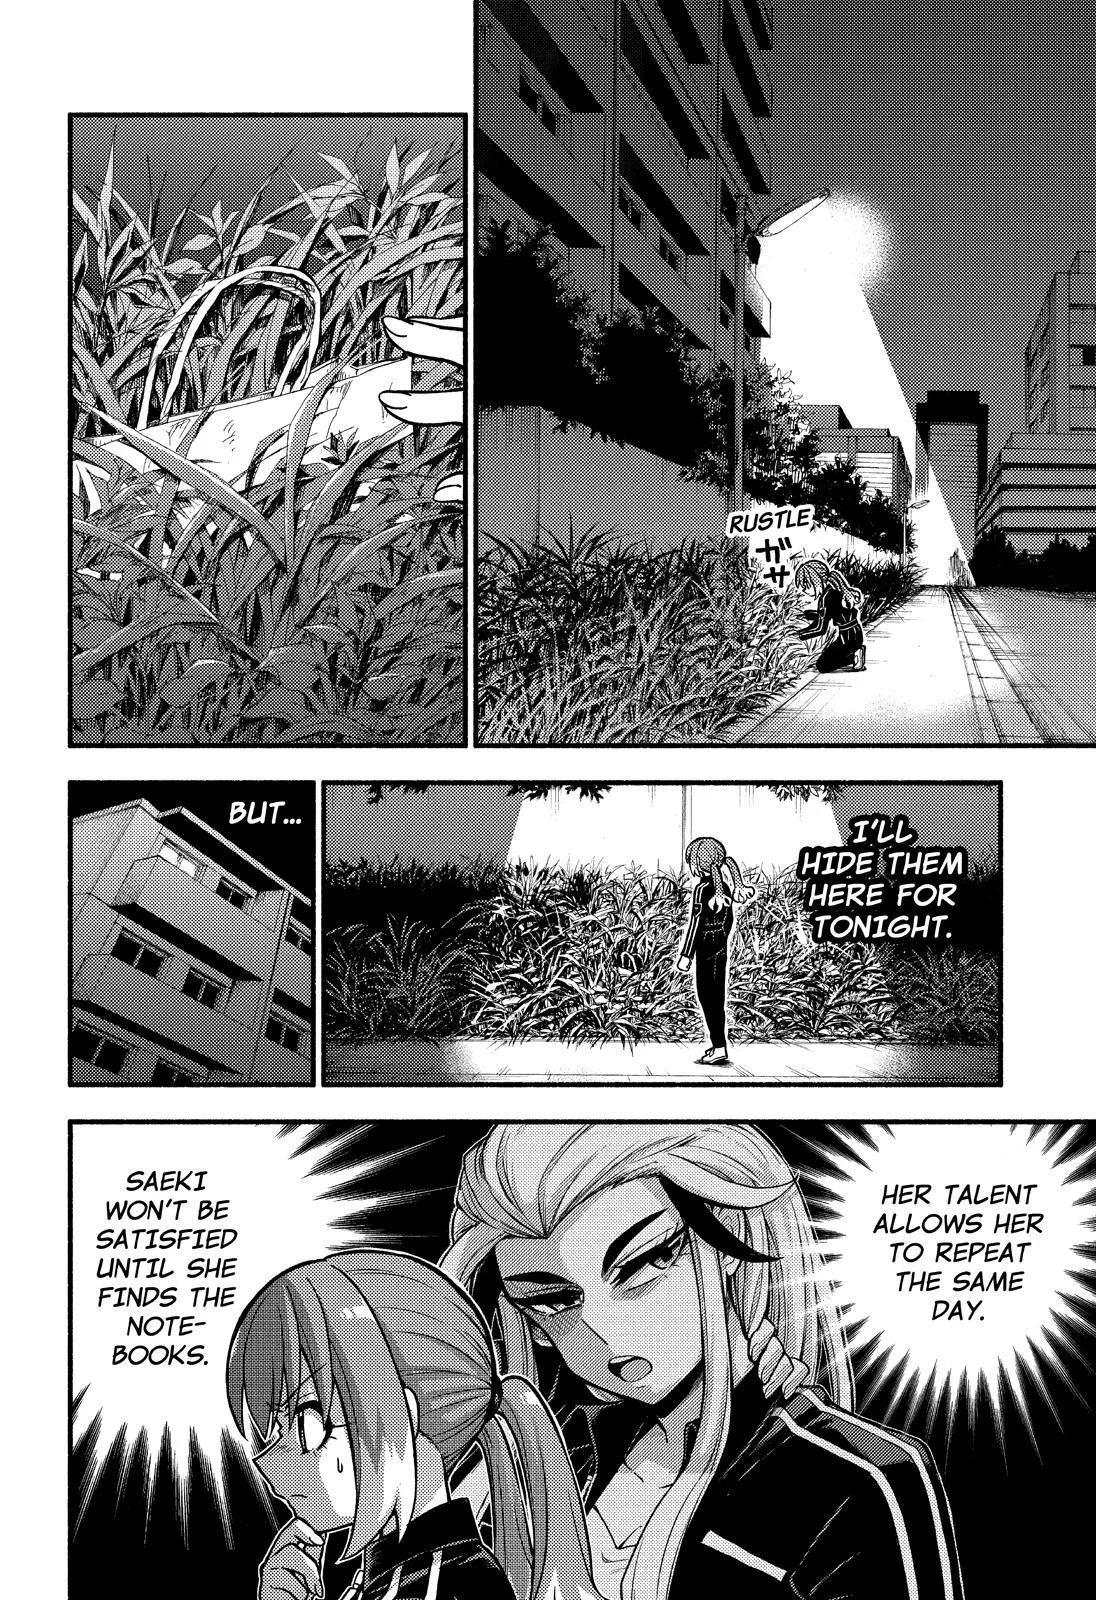 RUSTLE
ガサ
I'LL
HIDE THEM
HERE FOR
TONIGHT.
BUT...
HER TALENT
ALLOWS HER
TO REPEAT
THE SAME
DAY.
SAEKI
WON'T BE
SATISFIED
UNTIL SHE
FINDS THE
NOTE-
BOOKS.